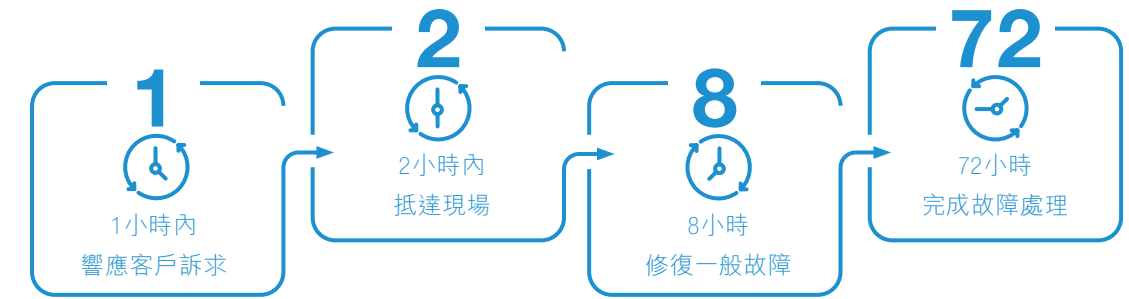 1
1小時內
響應客戶訴求
2
2小時內
抵達現場
8
8小時
修復一般故障
72
72小時
完成故障處理